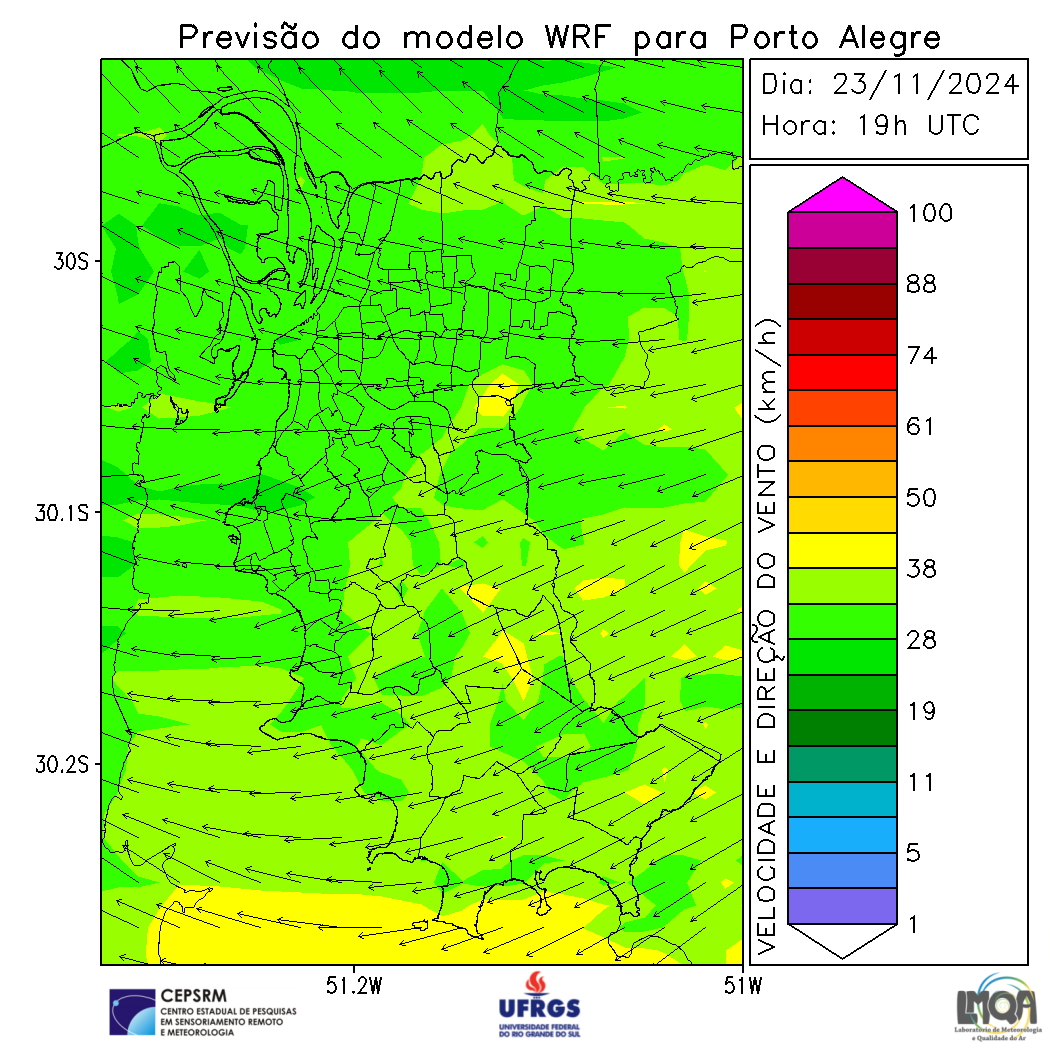 Previsão do modelo WRF para Porto Alegre
Dia: 23/11/2024
Hora: 19h UTC
30S
30.1S
30.2S
51.2W
51W
VELOCIDADE E DIREÇÃO DO VENTO (km/h)
100
88
74
61
50
38
28
19
11
5
1
CEPSRM
CENTRO ESTADUAL DE PESQUISAS
EM SENSORIAMENTO REMOTO
E METEOROLOGIA
UFRGS
UNIVERSIDADE FEDERAL
DO RIO GRANDE DO SUL
LMQA
Laboratório de Meteorologia
e Qualidade do Ar